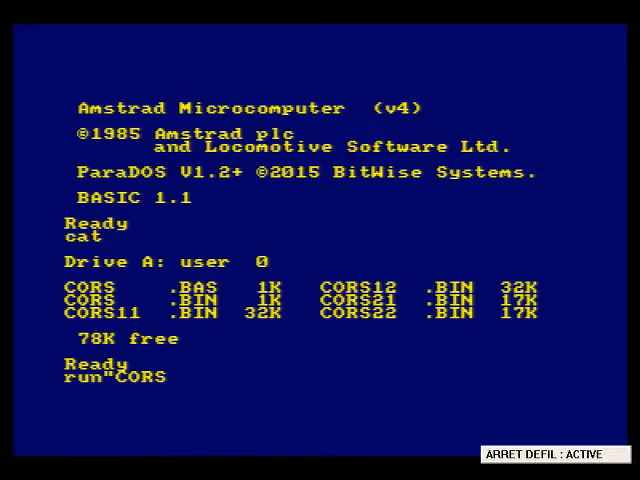 Amstrad Microcomputer (v4)
©1985 Amstrad plc
and Locomotive Software Ltd.
ParaDOS V1.2+ ©2015 BitWise Systems.
BASIC 1.1
Ready
cat
Drive A: user 0
CORS .BAS 1K CORS12 .BIN 32K
CORS .BIN 1K CORS21 .BIN 17K
CORS11 .BIN 32K CORS22 .BIN 17K
78K free
Ready
run"CORS
ARRET DEFIL : ACTIVE